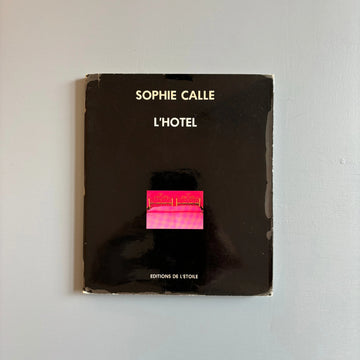 SOPHIE CALLE
L'HOTEL
EDITIONS DE L'ETOILE